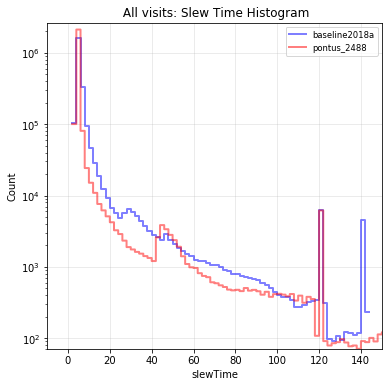 All visits: Slew Time Histogram
baseline2018a
pontus_2488
Count
10⁶
10⁵
10⁴
10³
10²
0 20 40 60 80 100 120 140
slewTime